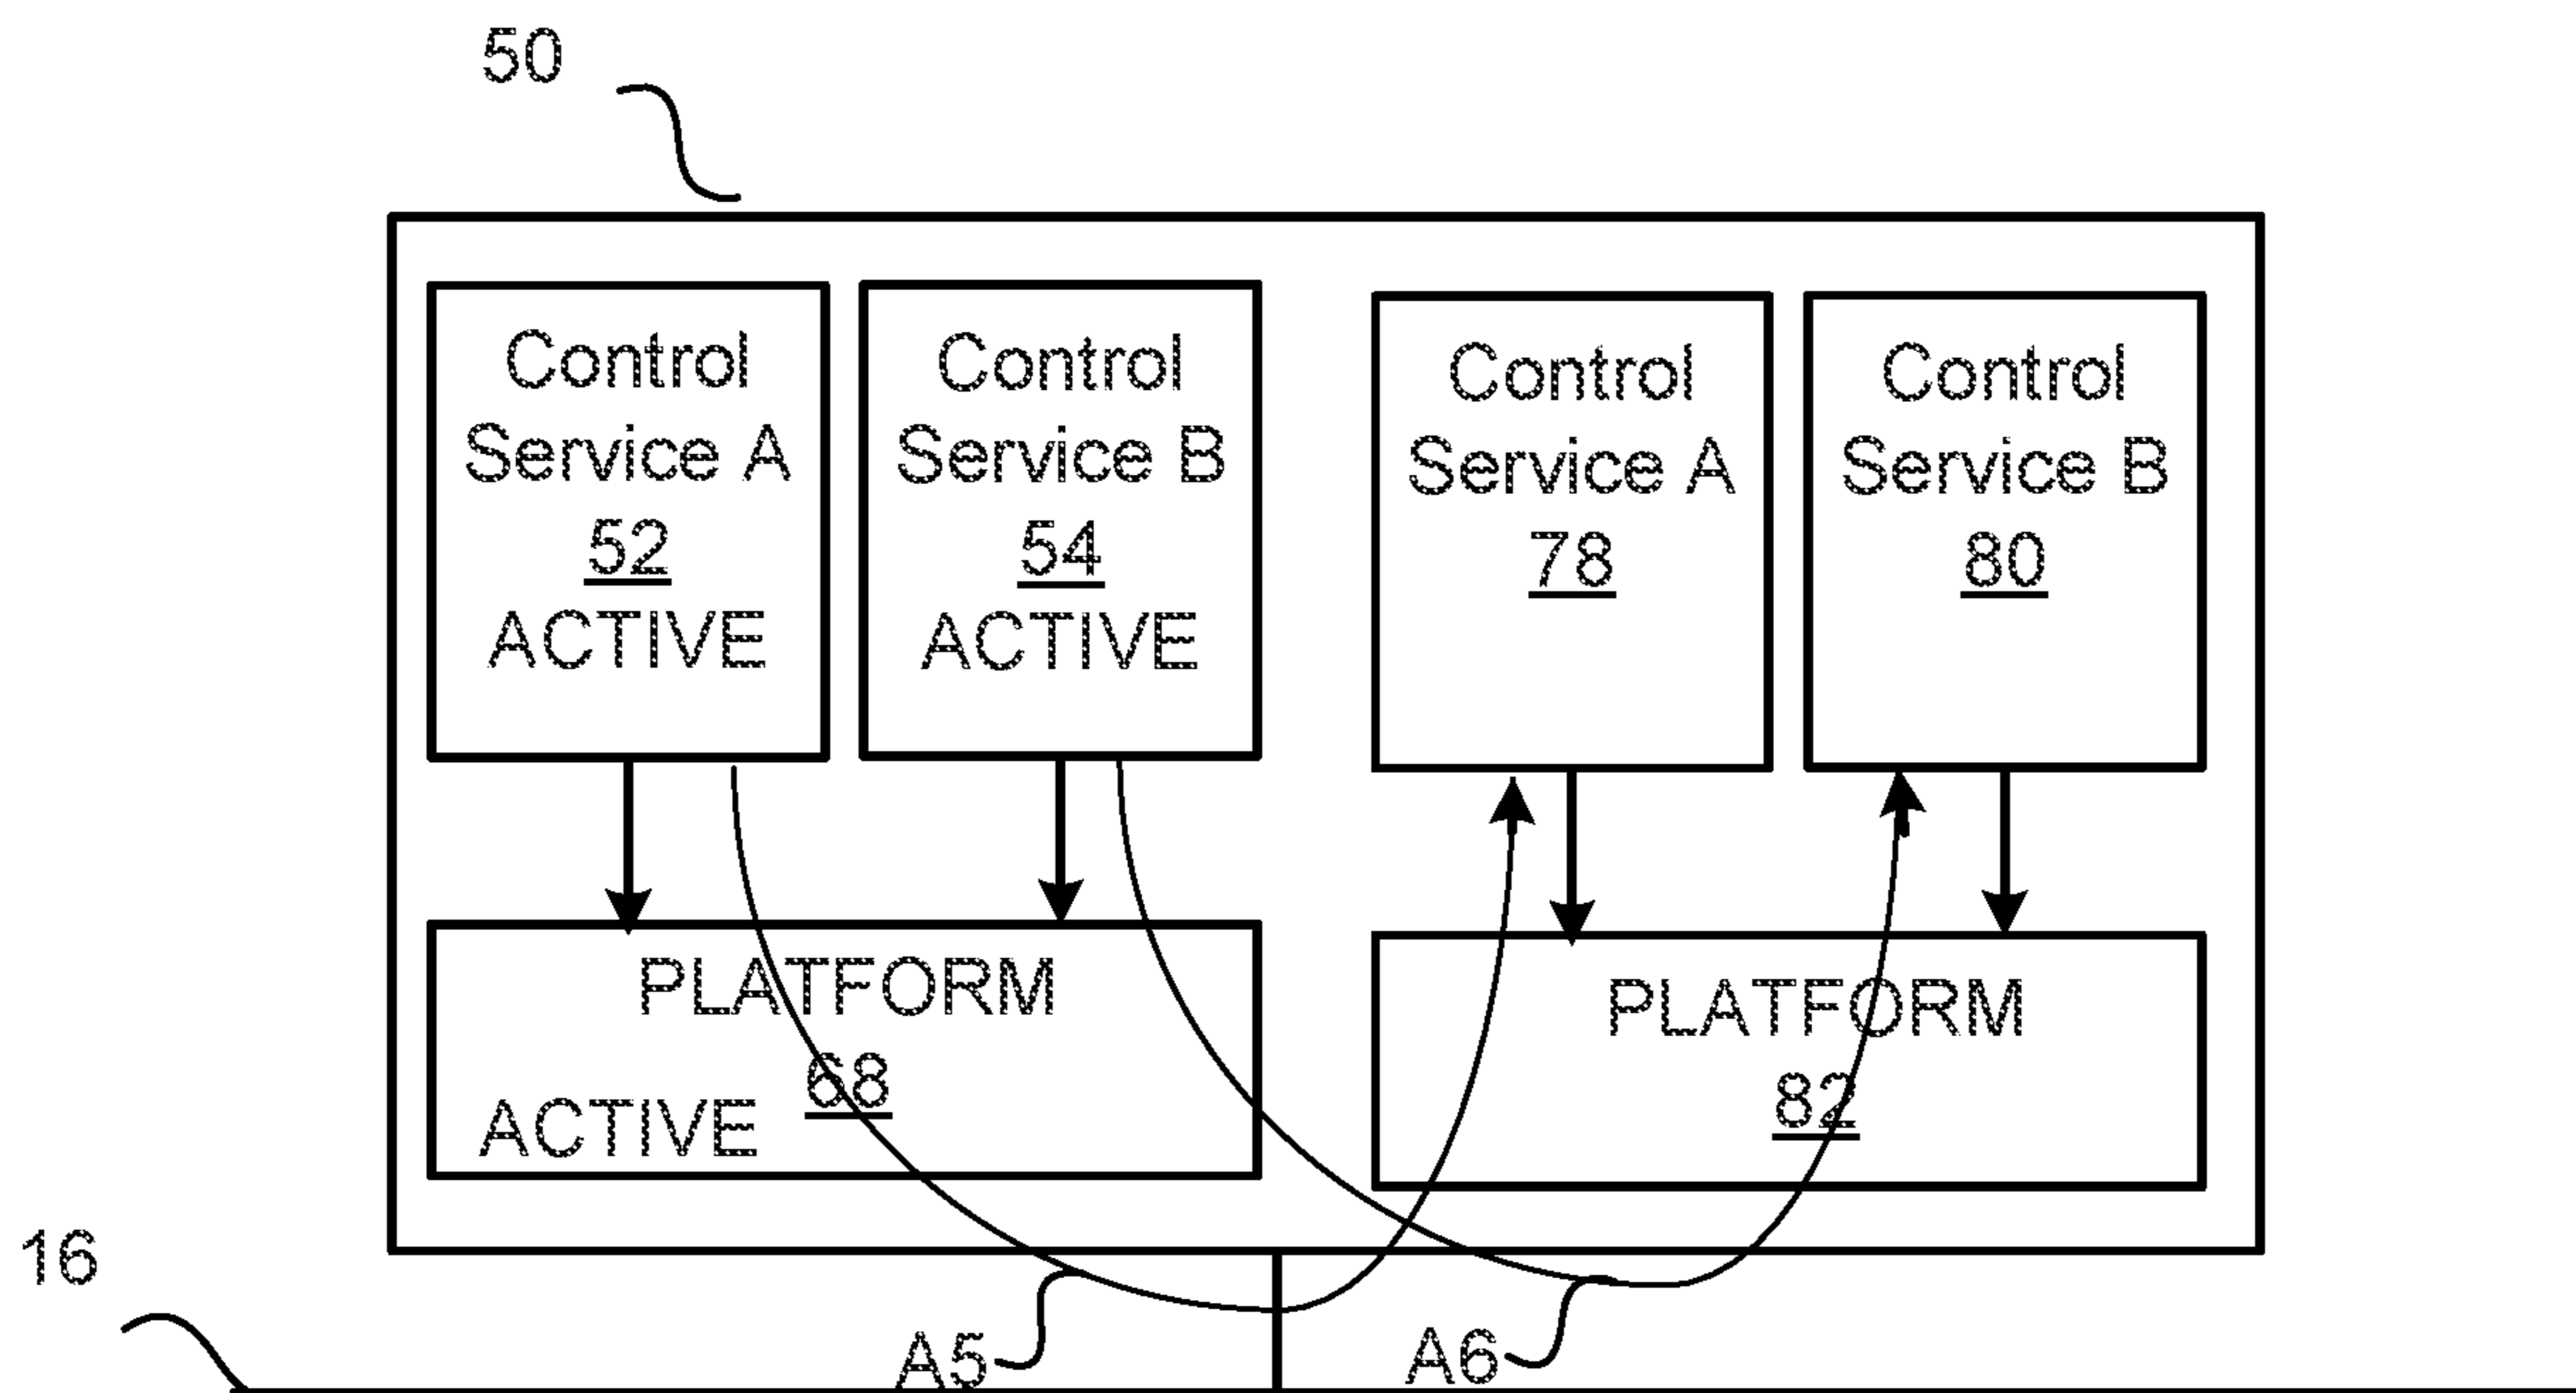 50
Control
Service A
52
ACTIVE
Control
Service B
54
ACTIVE
Control
Service A
78
Control
Service B
80
PLATFORM
68
ACTIVE
PLATFORM
82
16
A5
A6